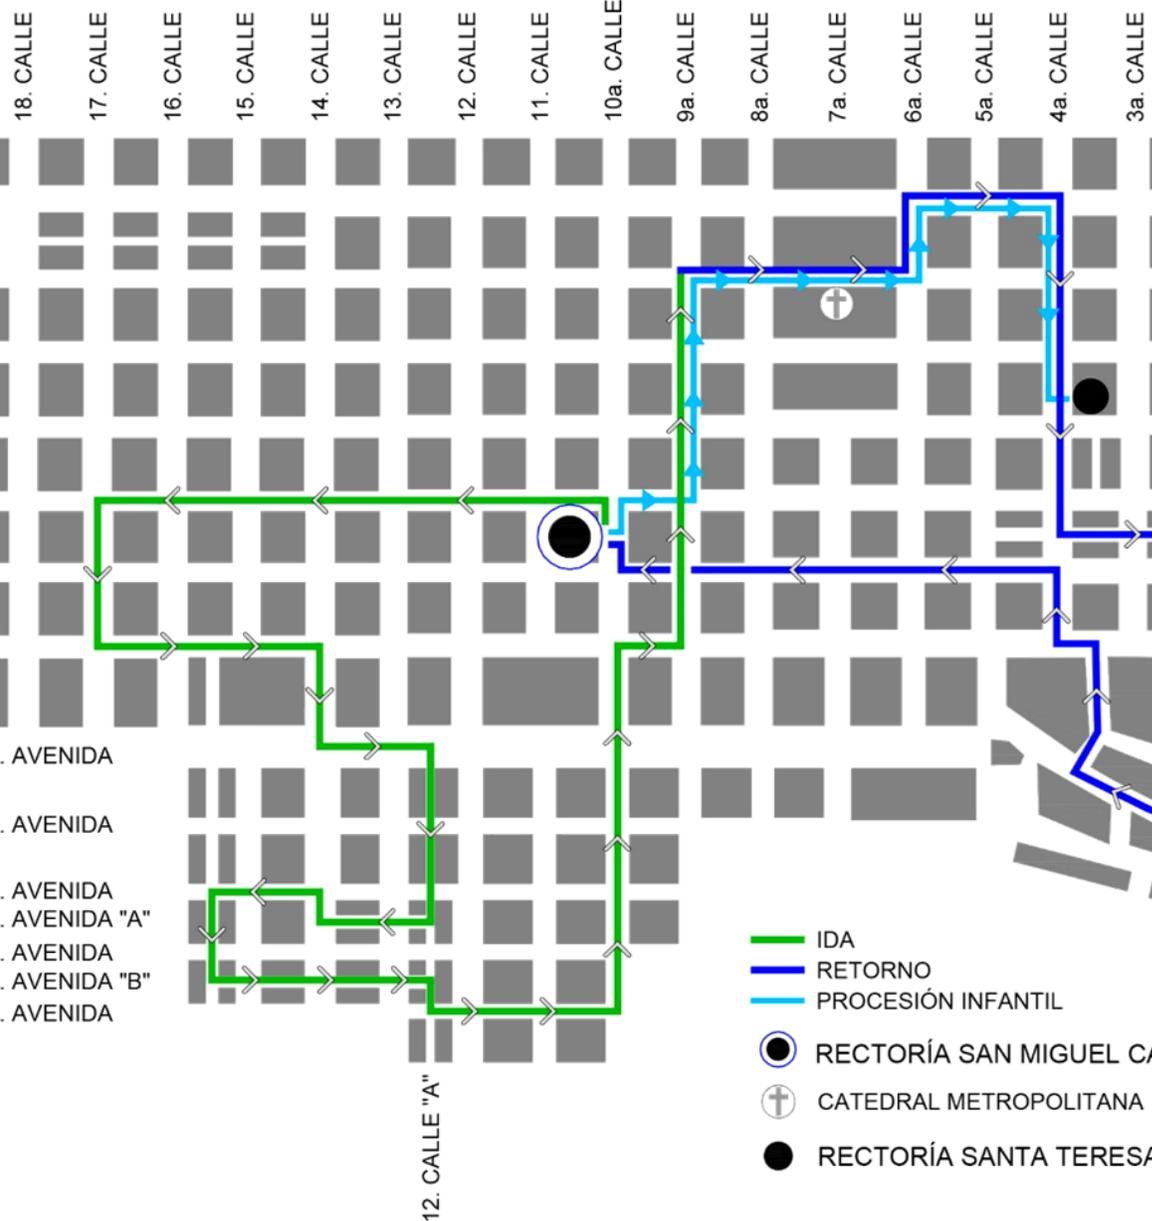 18. CALLE
17. CALLE
16. CALLE
15. CALLE
14. CALLE
13. CALLE
12. CALLE
11. CALLE
10a. CALLE
9a. CALLE
8a. CALLE
7a. CALLE
6a. CALLE
5a. CALLE
4a. CALLE
3a. CALLE
. AVENIDA
. AVENIDA
. AVENIDA
. AVENIDA "A"
. AVENIDA
. AVENIDA "B"
. AVENIDA
12. CALLE "A"
IDA
RETORNO
PROCESIÓN INFANTIL
RECTORÍA SAN MIGUEL CA
CATEDRAL METROPOLITANA
RECTORÍA SANTA TERESA